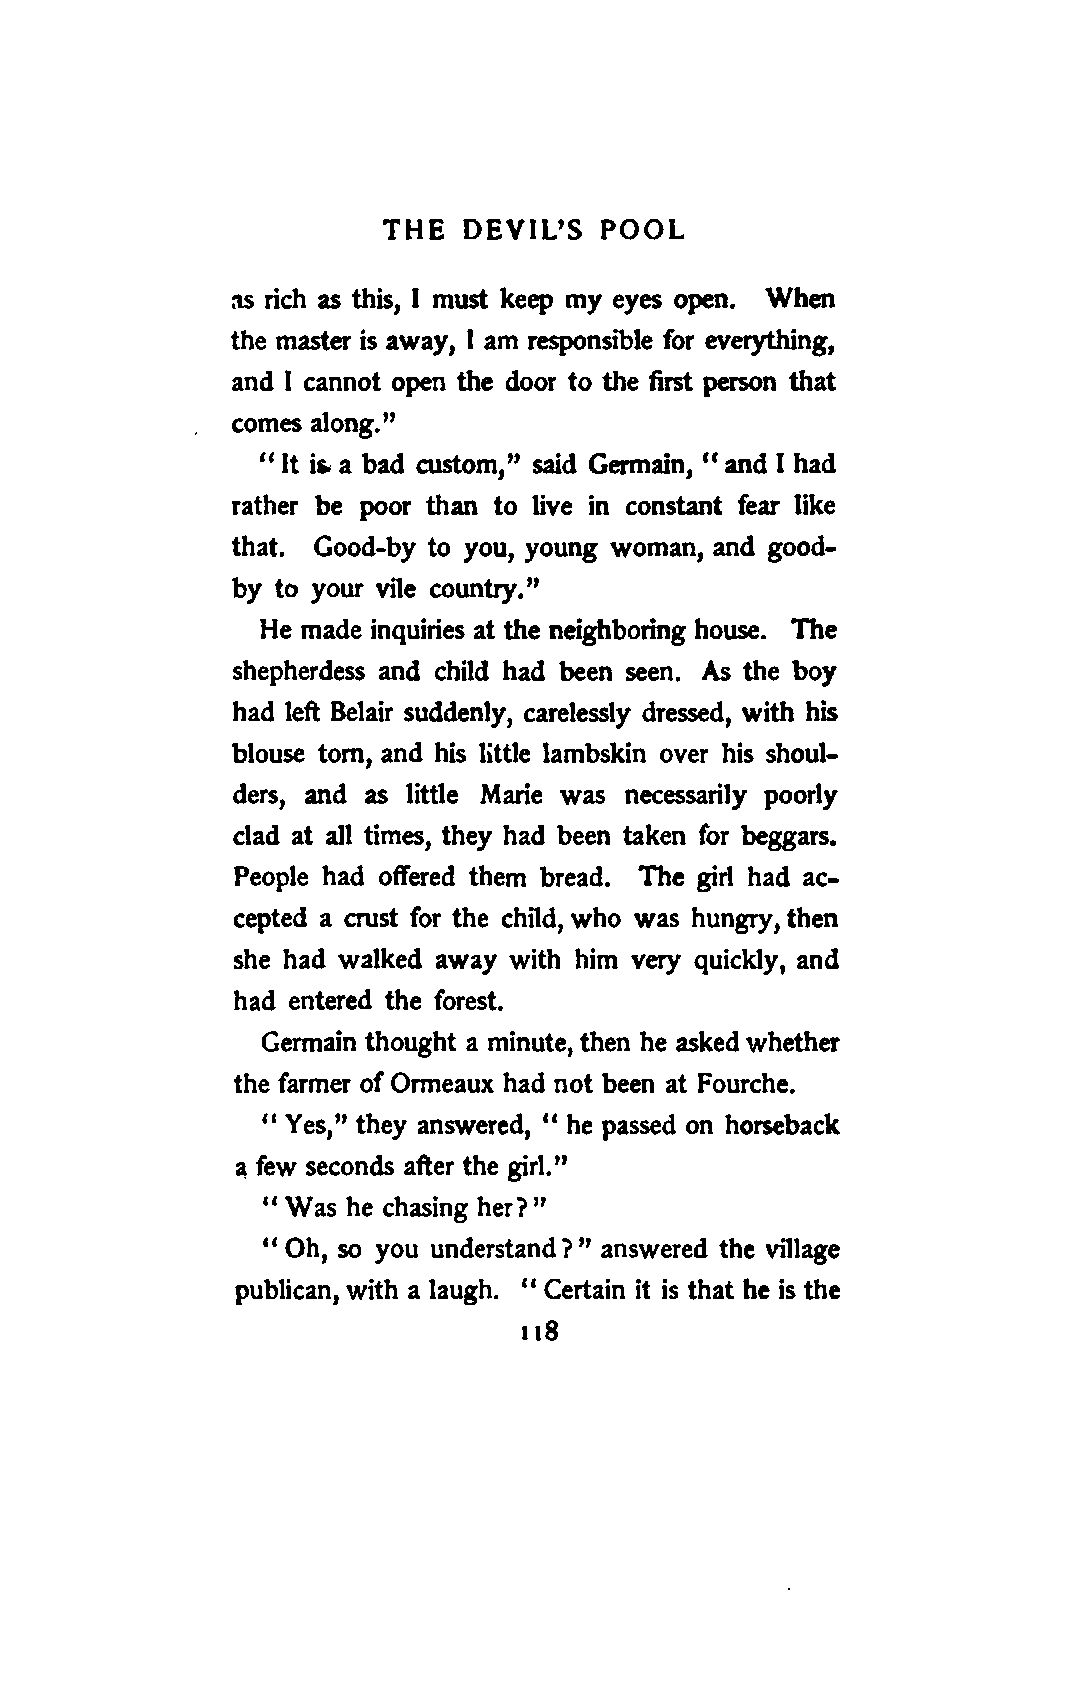 THE DEVIL'S POOL
as rich as this, I must keep my eyes open. When
the master is away, I am responsible for everything,
and I cannot open the door to the first person that
comes along."
"It is a bad custom," said Germain, "and I had
rather be poor than to live in constant fear like
that. Good-by to you, young woman, and good-
by to your vile country."
He made inquiries at the neighboring house. The
shepherdess and child had been seen. As the boy
had left Belair suddenly, carelessly dressed, with his
blouse torn, and his little lambskin over his shoul-
ders, and as little Marie was necessarily poorly
clad at all times, they had been taken for beggars.
People had offered them bread. The girl had ac-
cepted a crust for the child, who was hungry, then
she had walked away with him very quickly, and
had entered the forest.
Germain thought a minute, then he asked whether
the farmer of Ormeaux had not been at Fourche.
"Yes," they answered, "he passed on horseback
a few seconds after the girl."
"Was he chasing her?"
"Oh, so you understand?" answered the village
publican, with a laugh. "Certain it is that he is the
118